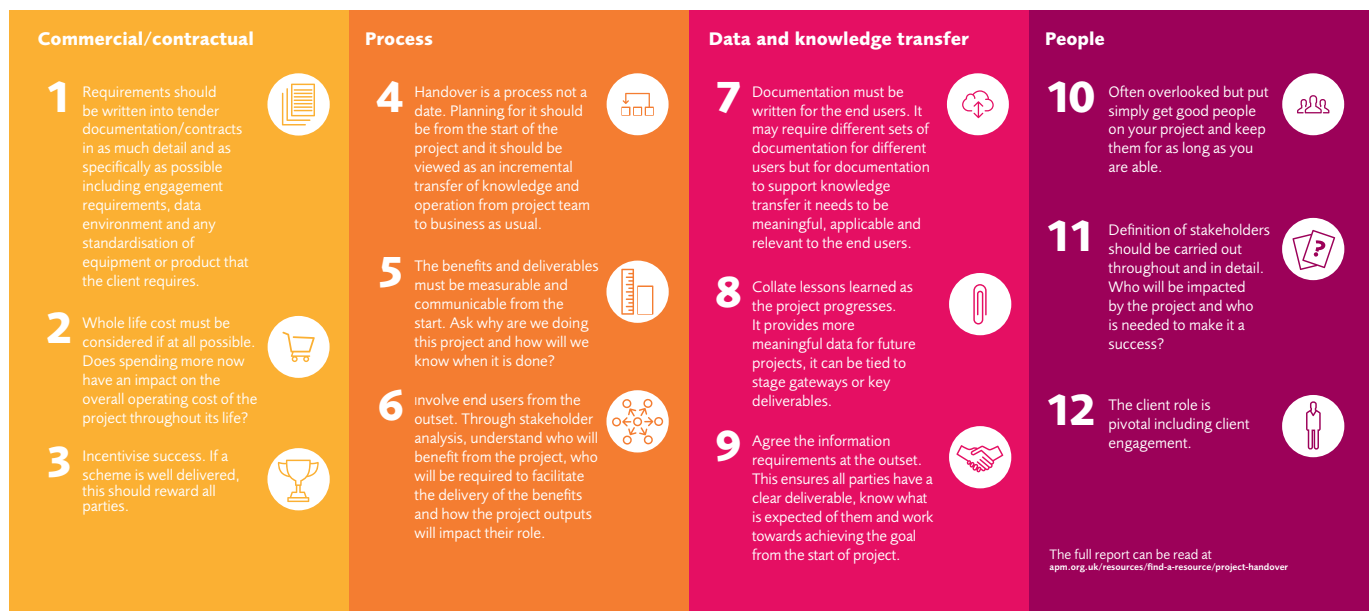 Commercial/contractual
1
Requirements should
be written into tender
documentation/contracts
in as much detail and as
specifically as possible
including engagement
requirements, data
environment and any
standardisation of
equipment or product that
the client requires.
2
Whole life cost must be
considered if at all possible.
Does spending more now
have an impact on the
overall operating cost of the
project throughout its life?
3
Incentivise success. If a
scheme is well delivered,
this should reward all
parties.
Process
4
Handover is a process not a
date. Planning for it should
be from the start of the
project and it should be
viewed as an incremental
transfer of knowledge and
operation from project team
to business as usual.
5
The benefits and deliverables
must be measurable and
communicable from the
start. Ask why are we doing
this project and how will we
know when it is done?
6
Involve end users from the
outset. Through stakeholder
analysis, understand who will
benefit from the project, who
will be required to facilitate
the delivery of the benefits
and how the project outputs
will impact their role.
Data and knowledge transfer
7
Documentation must be
written for the end users. It
may require different sets of
documentation for different
users but for documentation
to support knowledge
transfer it needs to be
meaningful, applicable and
relevant to the end users.
8
Collate lessons learned as
the project progresses.
It provides more
meaningful data for future
projects, it can be tied to
stage gateways or key
deliverables.
9
Agree the information
requirements at the outset.
This ensures all parties have a
clear deliverable, know what
is expected of them and work
towards achieving the goal
from the start of project.
People
10
Often overlooked but put
simply get good people
on your project and keep
them for as long as you
are able.
11
Definition of stakeholders
should be carried out
throughout and in detail.
Who will be impacted
by the project and who
is needed to make it a
success?
?
12
The client role is
pivotal including client
engagement.
The full report can be read at
apm.org.uk/resources/find-a-resource/project-handover